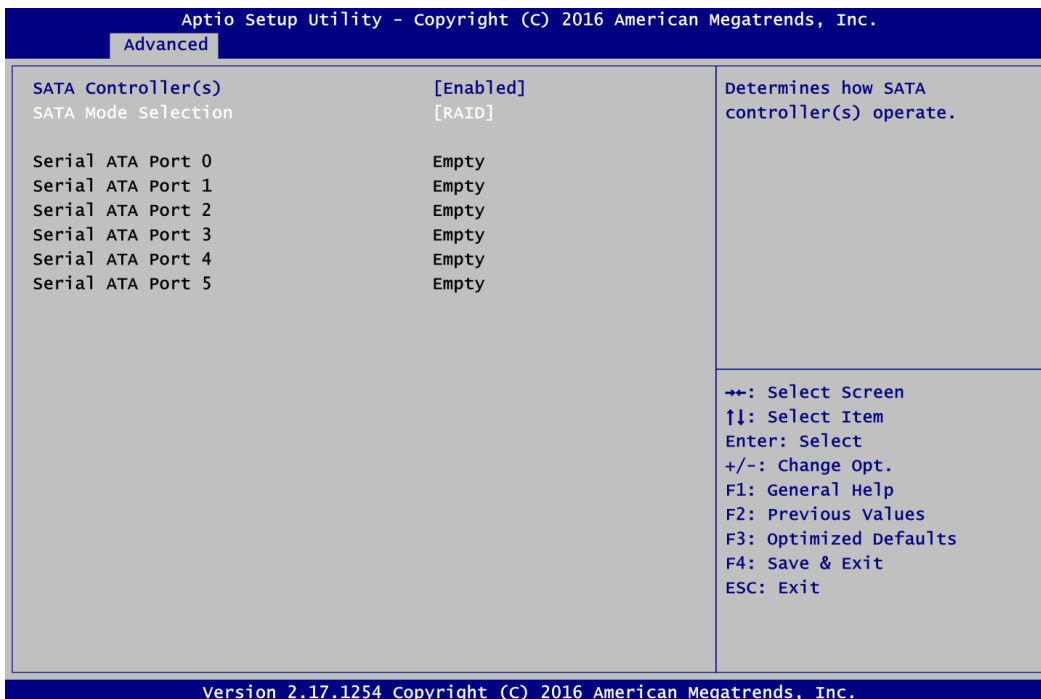 Aptio Setup Utility - Copyright (C) 2016 American Megatrends, Inc.
Advanced
SATA Controller(s) [Enabled]
SATA Mode Selection [RAID]
Serial ATA Port 0 Empty
Serial ATA Port 1 Empty
Serial ATA Port 2 Empty
Serial ATA Port 3 Empty
Serial ATA Port 4 Empty
Serial ATA Port 5 Empty
Determines how SATA
controller(s) operate.
→←: Select Screen
↑↓: Select Item
Enter: Select
+/-: Change Opt.
F1: General Help
F2: Previous Values
F3: Optimized Defaults
F4: Save & Exit
ESC: Exit
Version 2.17.1254 Copyright (C) 2016 American Megatrends, Inc.